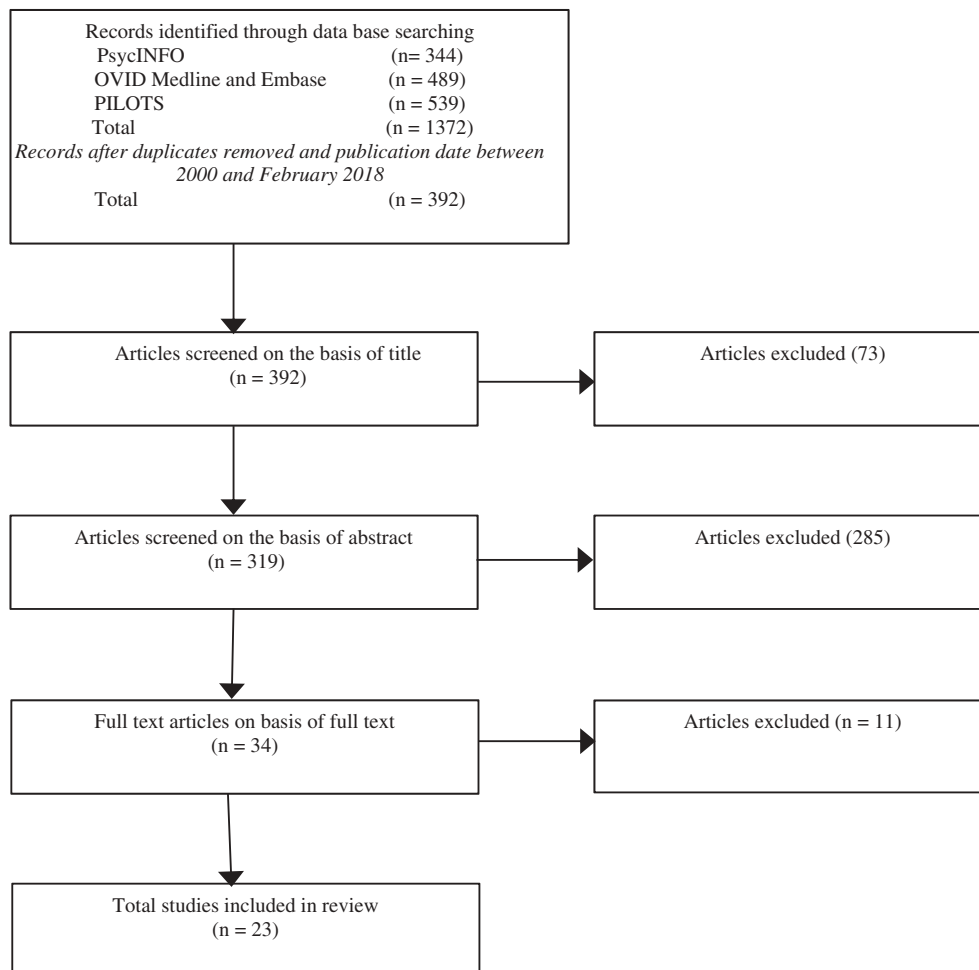 Records identified through data base searching
PsycINFO (n= 344)
OVID Medline and Embase (n = 489)
PILOTS (n = 539)
Total (n = 1372)
Records after duplicates removed and publication date between
2000 and February 2018
Total (n = 392)
Articles screened on the basis of title
(n = 392)
Articles excluded (73)
Articles screened on the basis of abstract
(n = 319)
Articles excluded (285)
Full text articles on basis of full text
(n = 34)
Articles excluded (n = 11)
Total studies included in review
(n = 23)